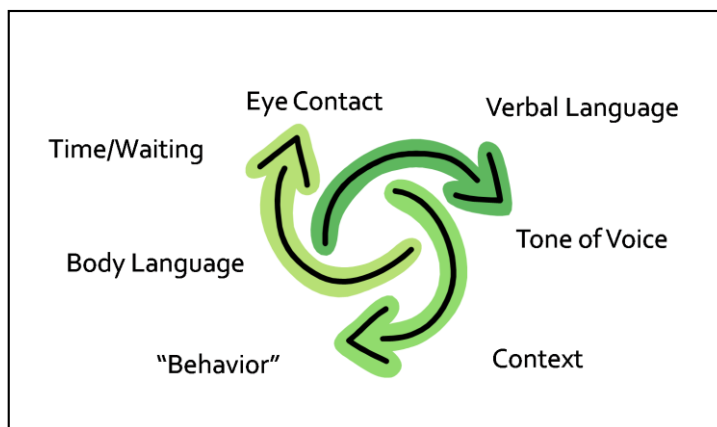 Eye Contact
Verbal Language
Time/Waiting
Tone of Voice
Body Language
“Behavior”
Context